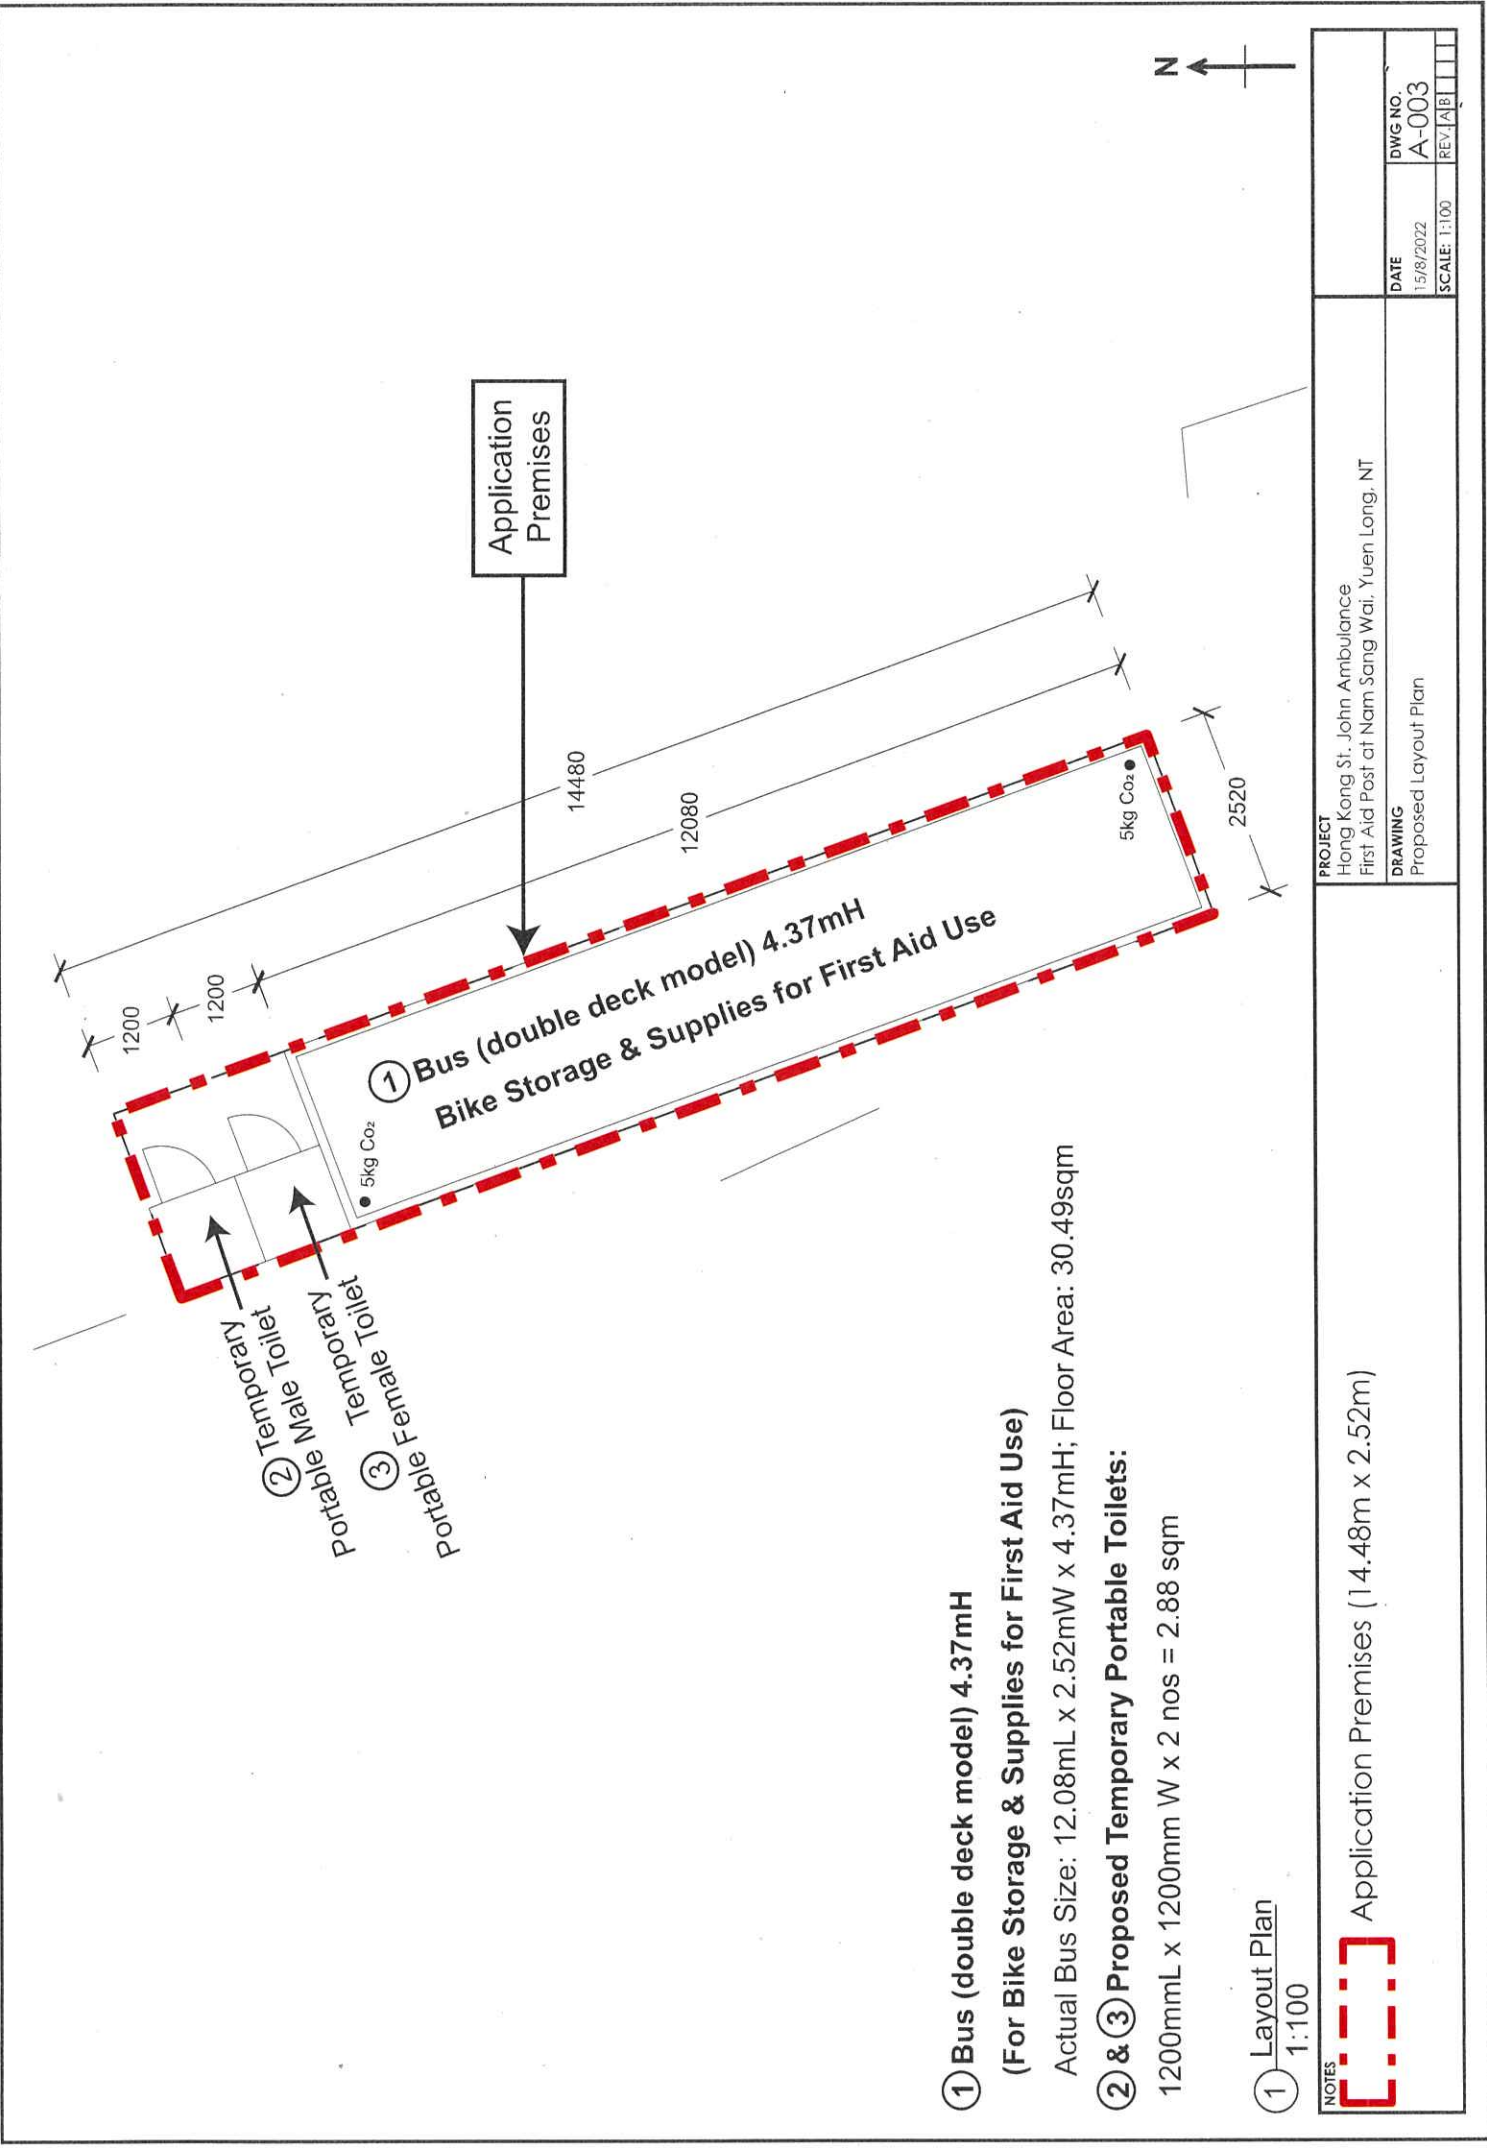 N
Application
Premises
14480
12080
1200
1200
2520
① Bus (double deck model) 4.37mH
Bike Storage & Supplies for First Aid Use
5kg Co₂
5kg Co₂
② Temporary
Portable Male Toilet
③ Temporary
Portable Female Toilet
① Bus (double deck model) 4.37mH
(For Bike Storage & Supplies for First Aid Use)
Actual Bus Size: 12.08mL x 2.52mW x 4.37mH; Floor Area: 30.49sqm
② & ③ Proposed Temporary Portable Toilets:
1200mmL x 1200mm W x 2 nos = 2.88 sqm
1 Layout Plan
1:100
NOTES
Application Premises (14.48m x 2.52m)
PROJECT
Hong Kong St. John Ambulance
First Aid Post at Nam Sang Wai, Yuen Long, NT
DRAWING
Proposed Layout Plan
DATE
15/8/2022
DWG NO.
A-003
SCALE: 1:100
REV. A B